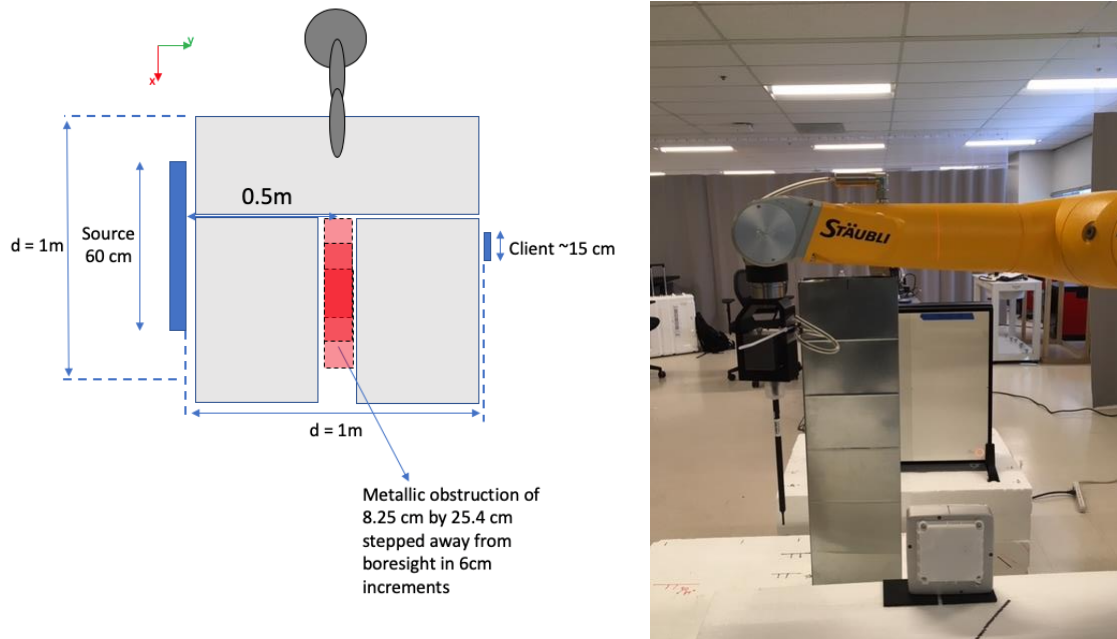 y
x
0.5m
Source
60 cm
d = 1m
Client ~15 cm
d = 1m
Metallic obstruction of
8.25 cm by 25.4 cm
stepped away from
boresight in 6cm
increments
STÄUBLI